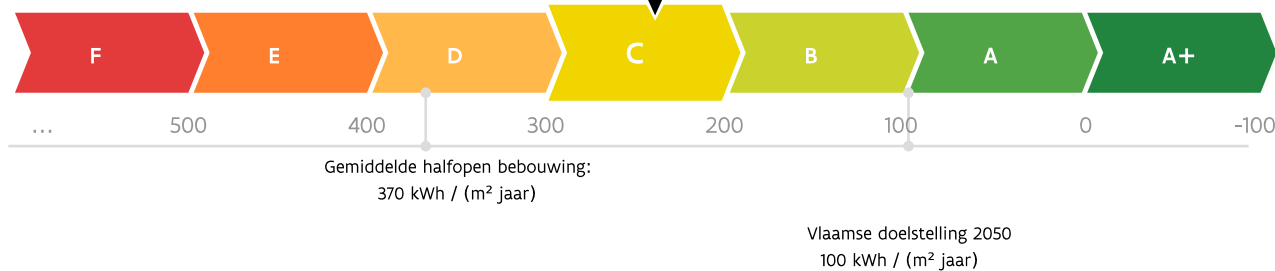 F E D C B A A+
... 500 400 300 200 100 0 -100
Gemiddelde halfopen bebouwing:
370 kWh / (m² jaar)
Vlaamse doelstelling 2050
100 kWh / (m² jaar)